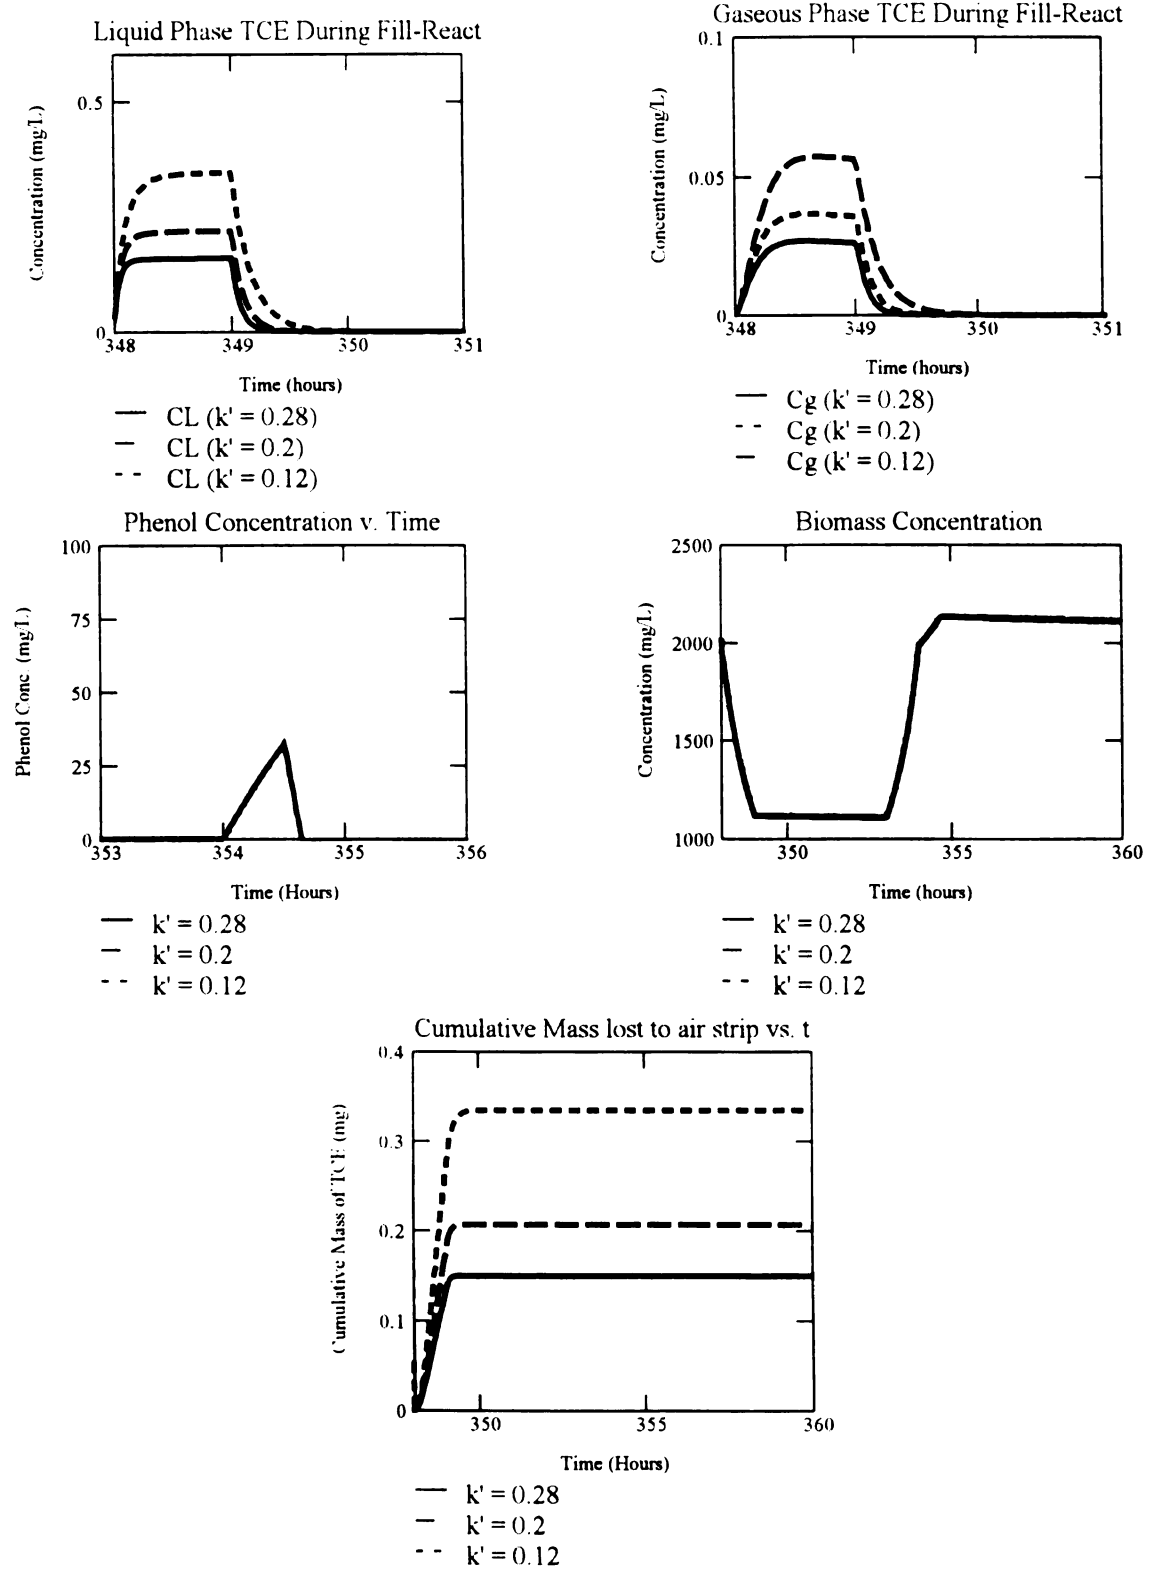 Liquid Phase TCE During Fill-React
Concentration (mg/L)
0.5
0
348
349
350
351
Time (hours)
CL (k' = 0.28)
CL (k' = 0.2)
CL (k' = 0.12)
Gaseous Phase TCE During Fill-React
Concentration (mg/L)
0.1
0.05
0
348
349
350
351
Time (hours)
Cg (k' = 0.28)
Cg (k' = 0.2)
Cg (k' = 0.12)
Phenol Concentration v. Time
Phenol Conc. (mg/L)
100
75
50
25
0
353
354
355
356
Time (Hours)
k' = 0.28
k' = 0.2
k' = 0.12
Biomass Concentration
Concentration (mg/L)
2500
2000
1500
1000
350
355
360
Time (hours)
k' = 0.28
k' = 0.2
k' = 0.12
Cumulative Mass lost to air strip vs. t
Cumulative Mass of TCE (mg)
0.4
0.3
0.2
0.1
0
350
355
360
Time (Hours)
k' = 0.28
k' = 0.2
k' = 0.12